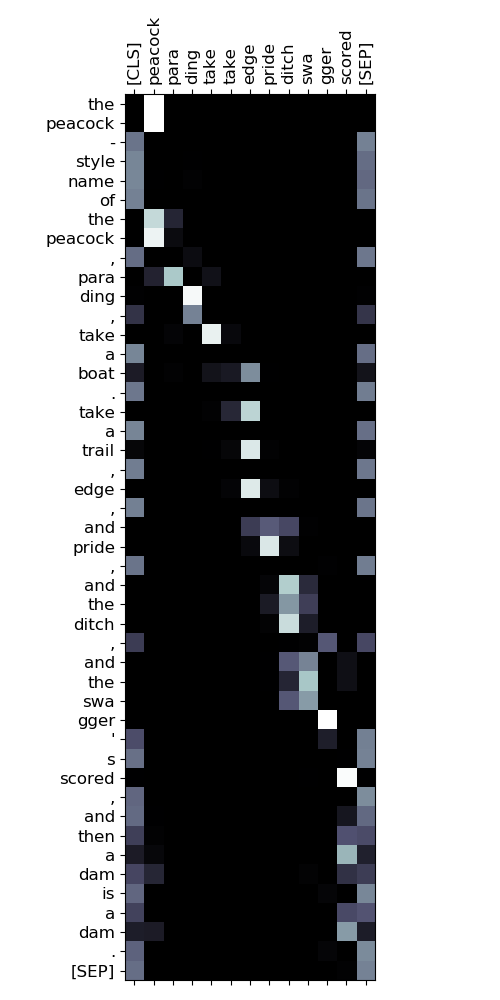 [CLS]
peacock
para
ding
take
take
edge
pride
ditch
swa
gger
scored
[SEP]
the
peacock
-
style
name
of
the
peacock
,
para
ding
,
take
a
boat
.
take
a
trail
,
edge
,
and
pride
,
and
the
ditch
,
and
the
swa
gger
'
s
scored
,
and
then
a
dam
is
a
dam
.
[SEP]